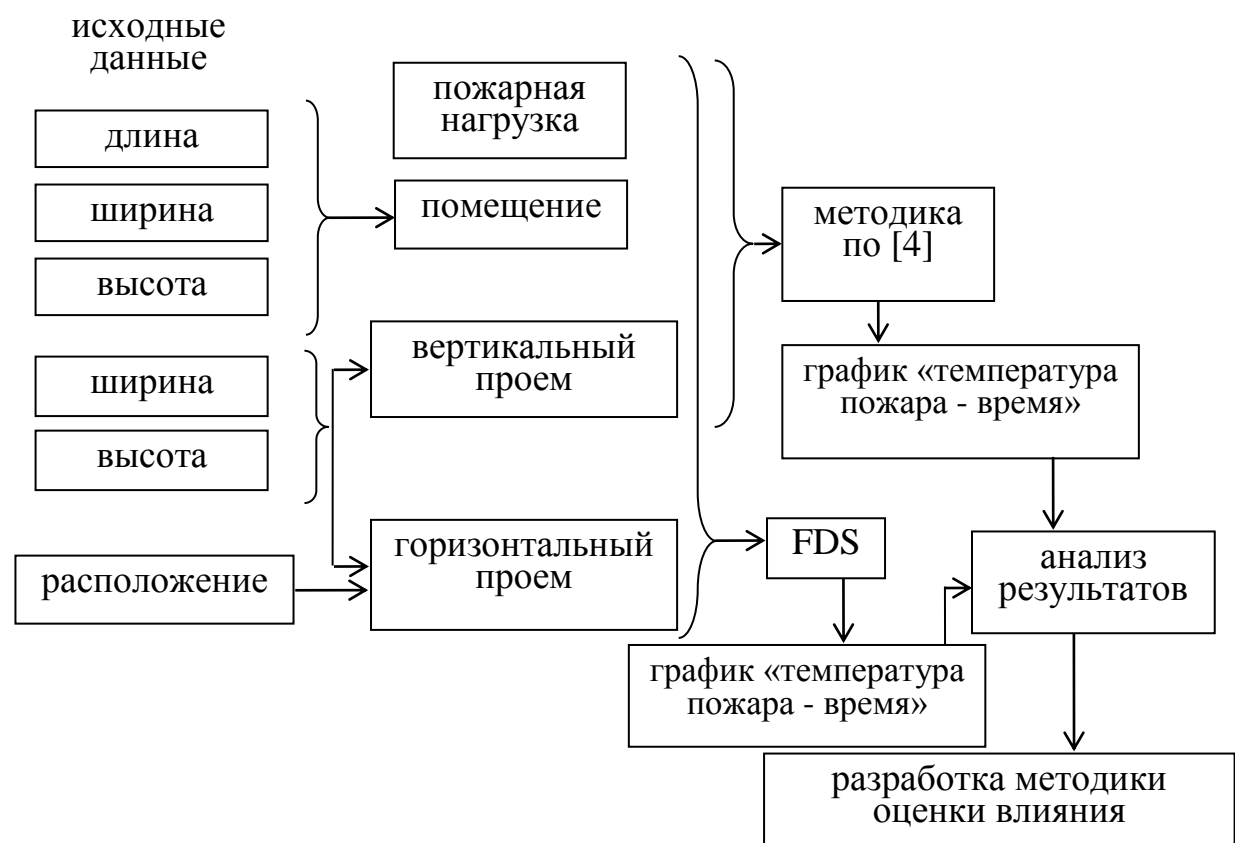 исходные
данные
длина
ширина
высота
ширина
высота
расположение
пожарная
нагрузка
помещение
вертикальный
проем
горизонтальный
проем
методика
по [4]
график «температура
пожара - время»
FDS
график «температура
пожара - время»
анализ
результатов
разработка методики
оценки влияния